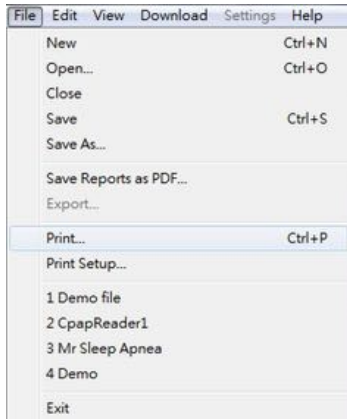 File Edit View Download Settings Help
New Ctrl+N
Open... Ctrl+O
Close
Save Ctrl+S
Save As...
Save Reports as PDF...
Export...
Print... Ctrl+P
Print Setup...
1 Demo file
2 CpapReader1
3 Mr Sleep Apnea
4 Demo
Exit